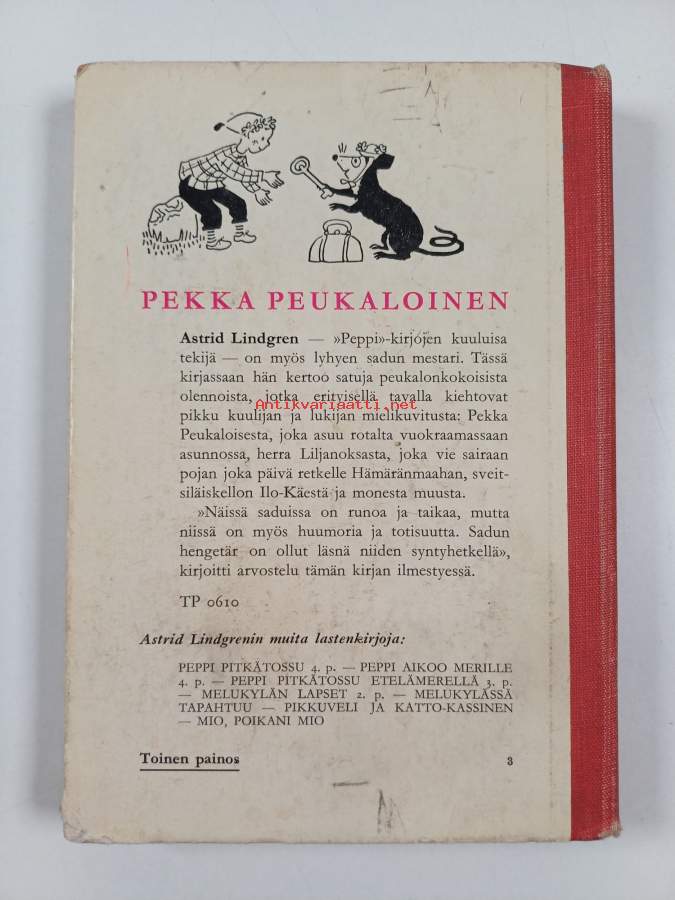 PEKKA PEUKALOINEN
Astrid Lindgren — »Peppi»-kirjojen kuuluisa
tekijä — on myös lyhyen sadun mestari. Tässä
kirjassaan hän kertoo satuja peukalonkokoisista
olennoista, jotka erityisellä tavalla kiehtovat
Antikvariaatti.net
pikku kuulijan ja lukijan mielikuvitusta: Pekka
Peukaloisesta, joka asuu rotalta vuokraamassaan
asunnossa, herra Liljanoksasta, joka vie sairaan
pojan joka päivä retkelle Hämäränmaahan, sveit-
siläiskellon Ilo-Käestä ja monesta muusta.
»Näissä saduissa on runoa ja taikaa, mutta
niissä on myös huumoria ja totisuutta. Sadun
hengetär on ollut läsnä niiden syntyhetkellä»,
kirjoitti arvostelu tämän kirjan ilmestyessä.
TP 0610
Astrid Lindgrenin muita lastenkirjoja:
PEPPI PITKÄTOSSU 4. p. — PEPPI AIKOO MERILLE
4. p. — PEPPI PITKÄTOSSU ETELÄMERELLÄ 3. p.
— MELUKYLÄN LAPSET 2. p. — MELUKYLÄSSÄ
TAPAHTUU — PIKKUVELI JA KATTO-KASSINEN
— MIO, POIKANI MIO
Toinen painos 3